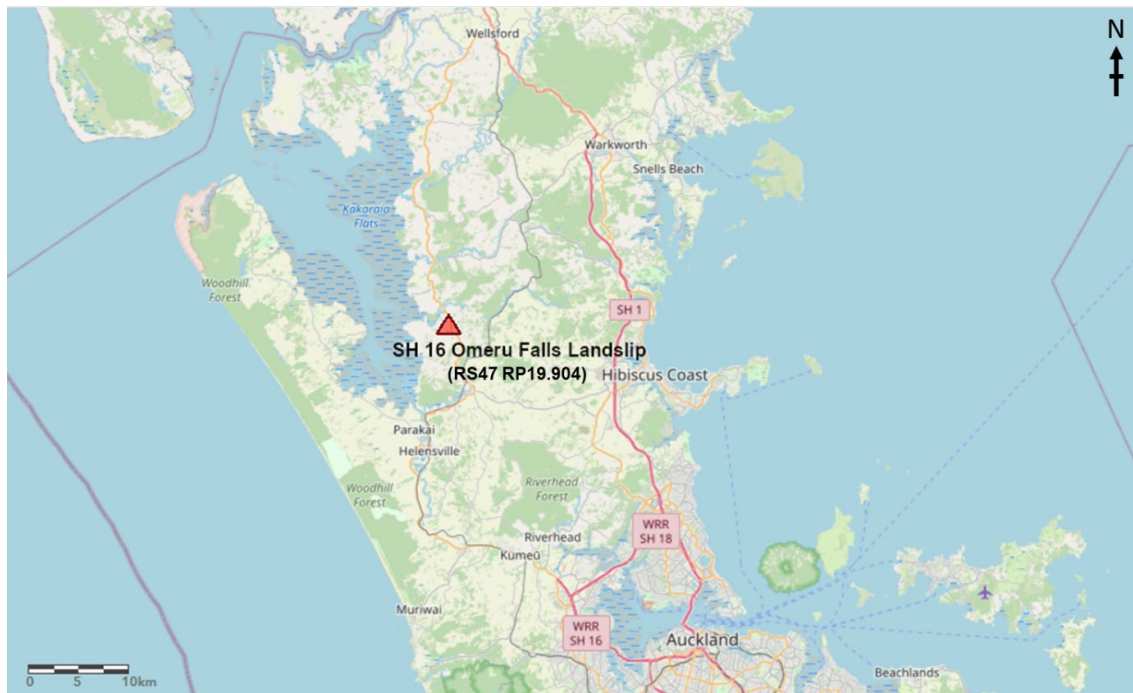 N
Wellsford
Warkworth
Snells Beach
Kakaraia
Flats
Woodhill
Forest
SH 1
SH 16 Omeru Falls Landslip
(RS47 RP19.904)
Hibiscus Coast
Parakai
Helensville
Woodhill
Forest
Riverhead
Forest
WRR
SH 18
Riverhead
Kumeū
Muriwai
WRR
SH 16
Auckland
Beachlands
0 5 10km